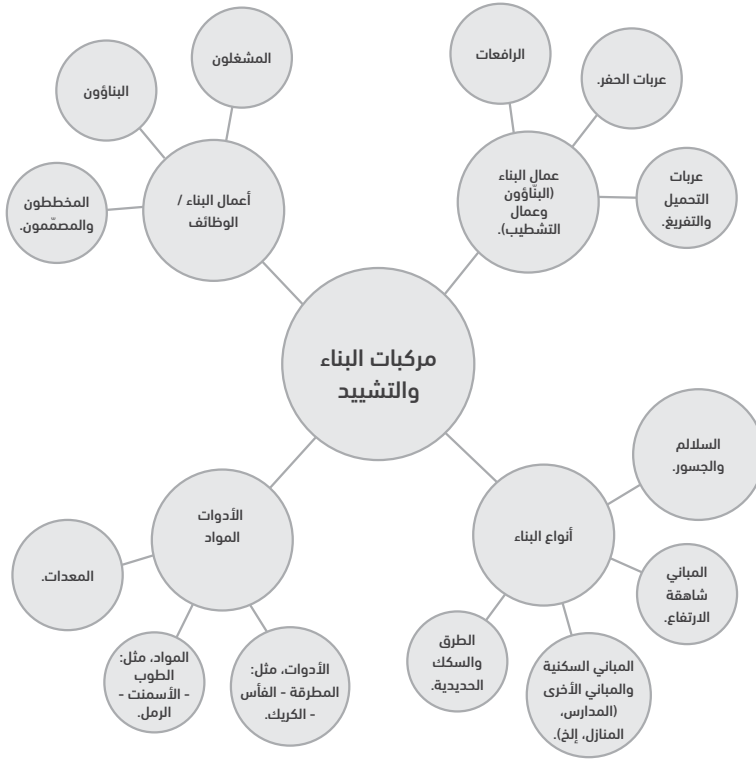 مركبات البناء
والتشييد
عمال البناء
(البنّاؤون
وعمال
التشطيب).
الرافعات
عربات الحفر.
عربات
التحميل
والتفريغ.
أعمال البناء /
الوظائف
المشغلون
البناؤون
المخططون
والمصمّمون.
أنواع البناء
السلالم
والجسور.
المباني
شاهقة
الارتفاع.
المباني السكنية
والمباني الأخرى
(المدارس،
المنازل، إلخ).
الطرق
والسكك
الحديدية.
الأدوات
المواد
المعدات.
المواد، مثل:
الطوب
- الأسمنت -
الرمل.
الأدوات، مثل:
المطرقة - الفأس
- الكريك.